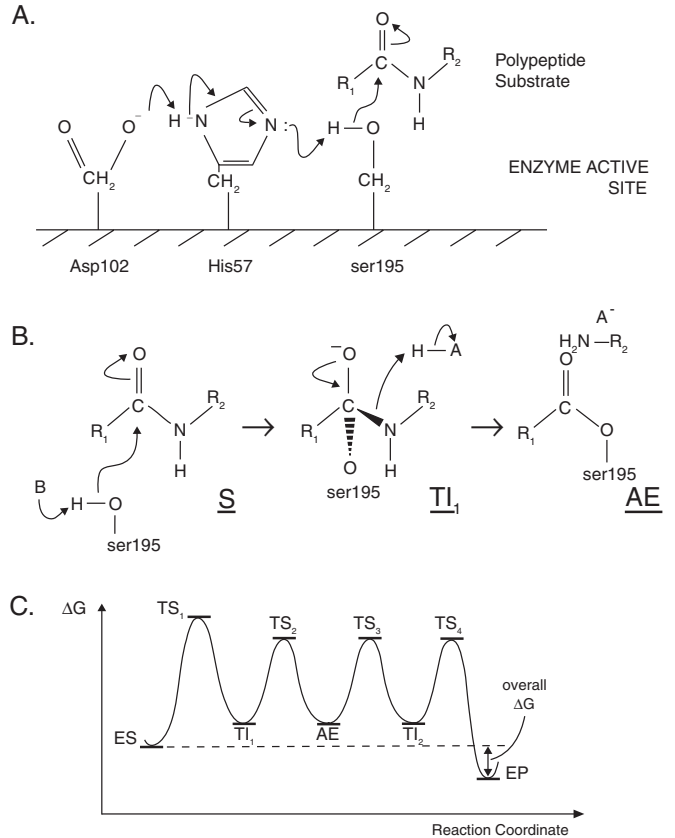 A.
O
C
R₁
N
R₂
H
Polypeptide
Substrate
O
O⁻
H
N
N:
H
O
CH₂
CH₂
CH₂
ENZYME ACTIVE
SITE
Asp102
His57
ser195
B.
O
C
R₁
N
R₂
H
B
H
O
ser195
S
O
H
A
C
R₁
N
R₂
O
H
ser195
TI₁
A⁻
H₂N
R₂
O
C
R₁
O
ser195
AE
C.
ΔG
TS₁
TS₂
TS₃
TS₄
overall
ΔG
ES
TI₁
AE
TI₂
EP
Reaction Coordinate